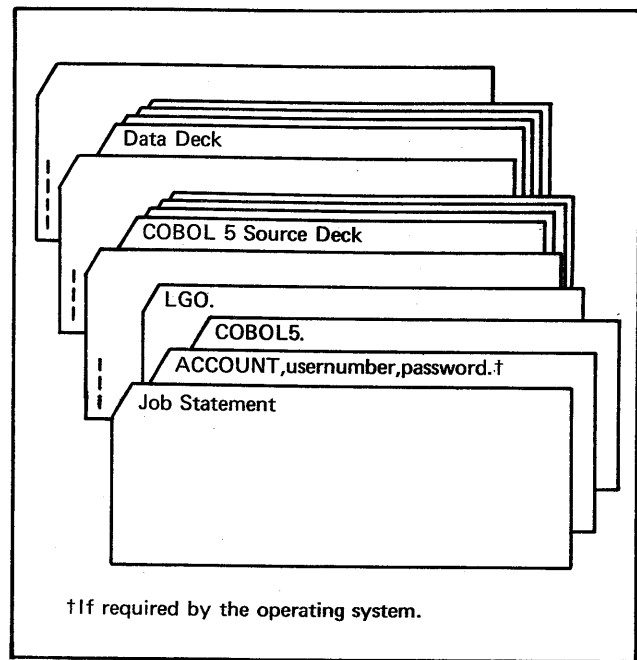 Data Deck
COBOL 5 Source Deck
LGO.
COBOL5.
ACCOUNT,usernumber,password.†
Job Statement
†If required by the operating system.